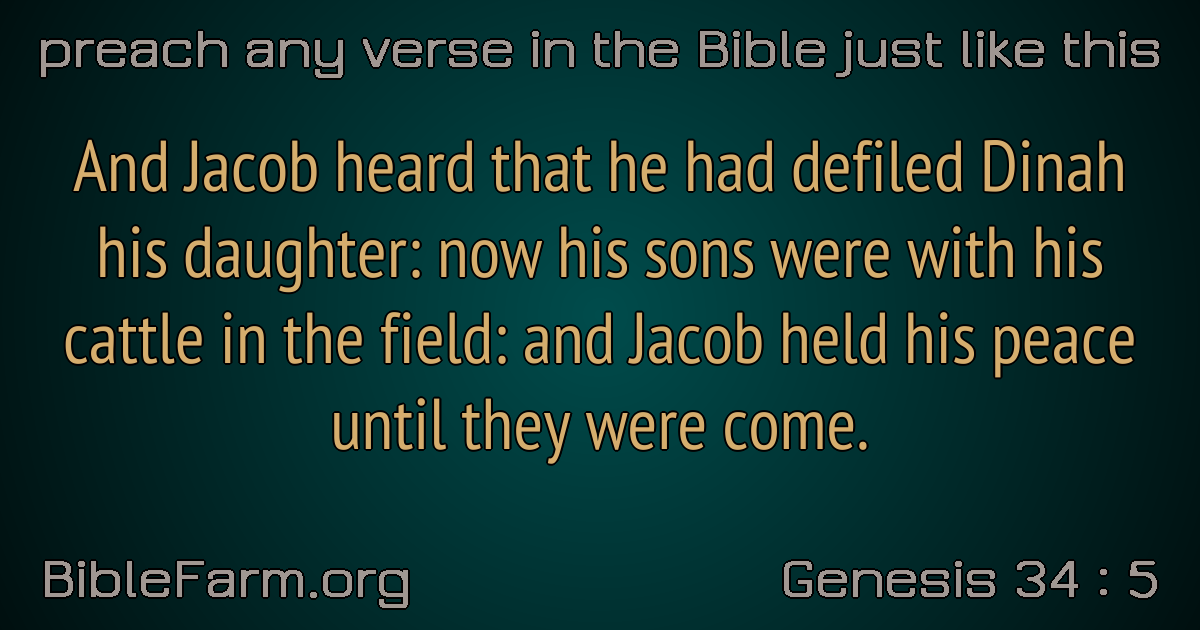 preach any verse in the Bible just like this
And Jacob heard that he had defiled Dinah
his daughter: now his sons were with his
cattle in the field: and Jacob held his peace
until they were come.
BibleFarm.org
Genesis 34 : 5